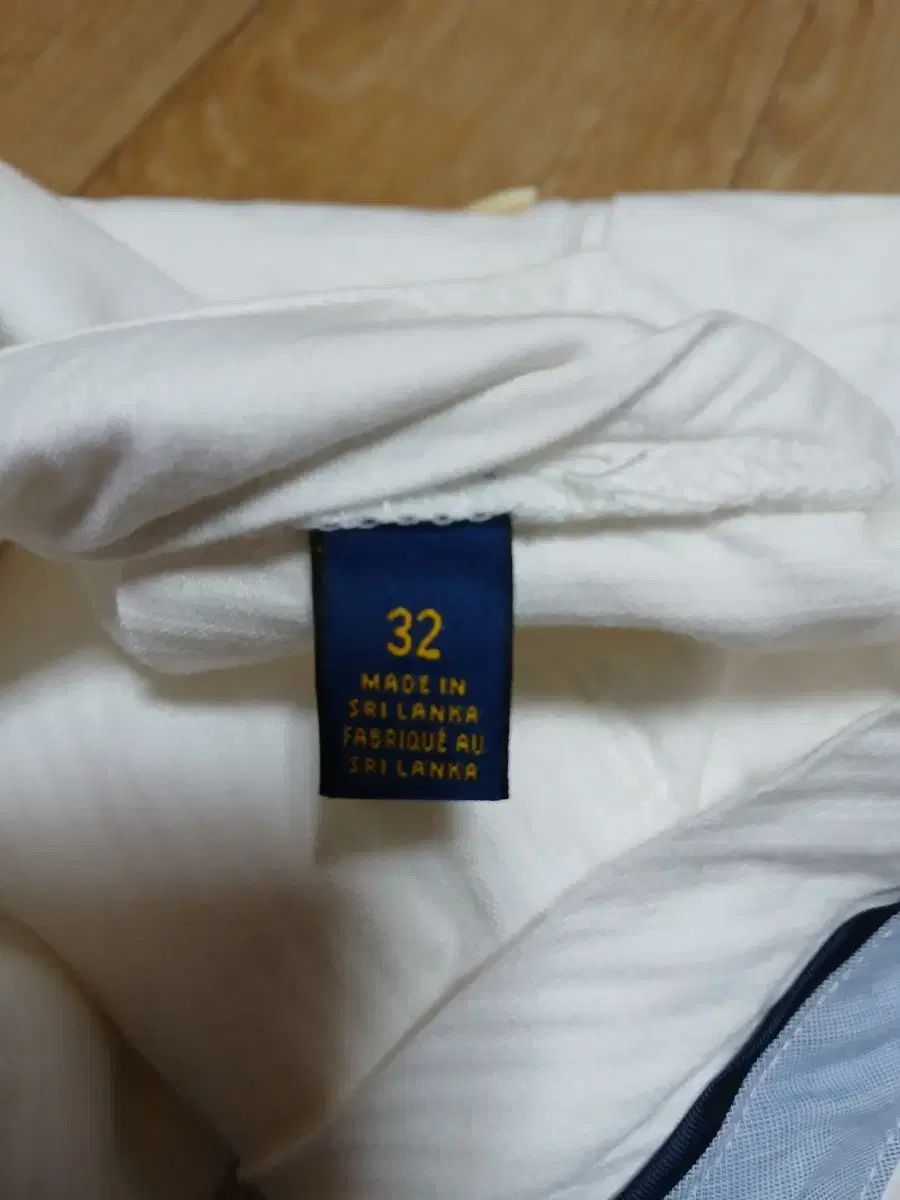 32
MADE IN
SRI LANKA
FABRIQUÉ AU
SRI LANKA